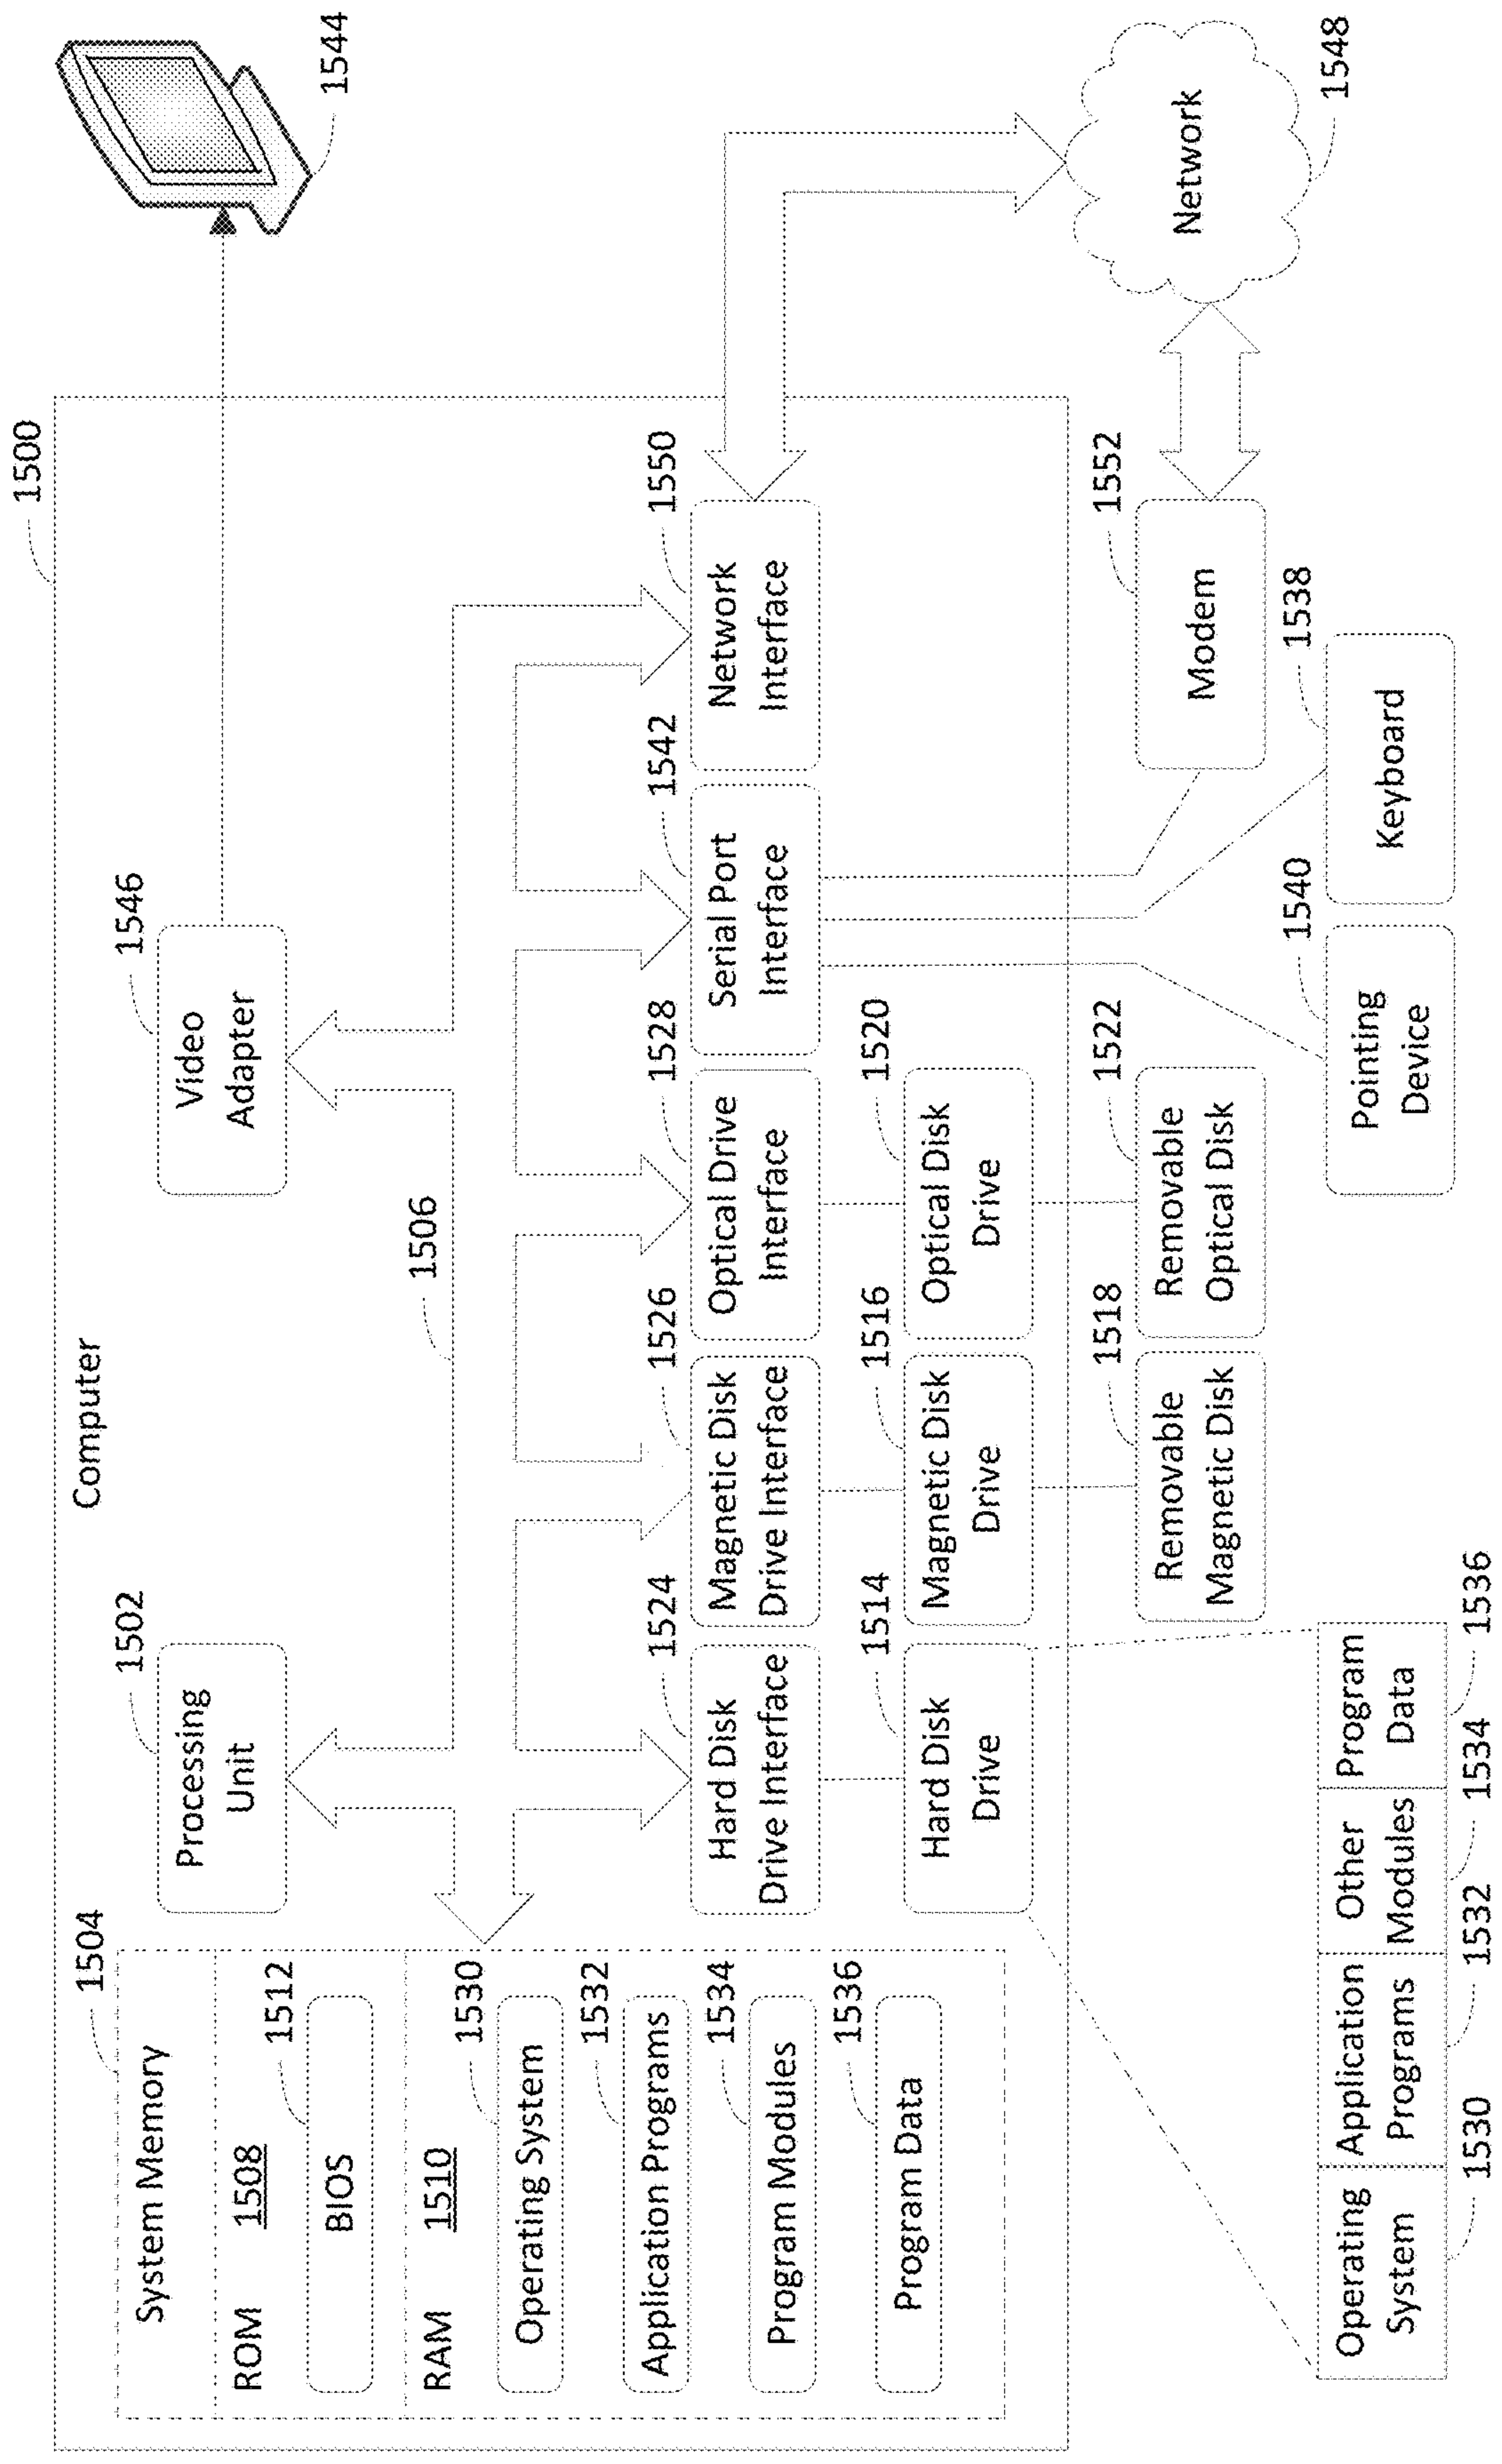 Computer
1500
System Memory
1504
ROM
1508
1512
BIOS
RAM
1510
1530
Operating System
1532
Application Programs
1534
Program Modules
1536
Program Data
1502
Processing
Unit
1506
1546
Video
Adapter
1544
1524
Hard Disk
Drive Interface
1526
Magnetic Disk
Drive Interface
1528
Optical Drive
Interface
1542
Serial Port
Interface
1550
Network
Interface
1514
Hard Disk
Drive
1516
Magnetic Disk
Drive
1520
Optical Disk
Drive
1518
Removable
Magnetic Disk
1522
Removable
Optical Disk
1552
Modem
Network
1548
1540
Pointing
Device
1538
Keyboard
Operating
System
1530
Application
Programs
1532
Other
Modules
1534
Program
Data
1536